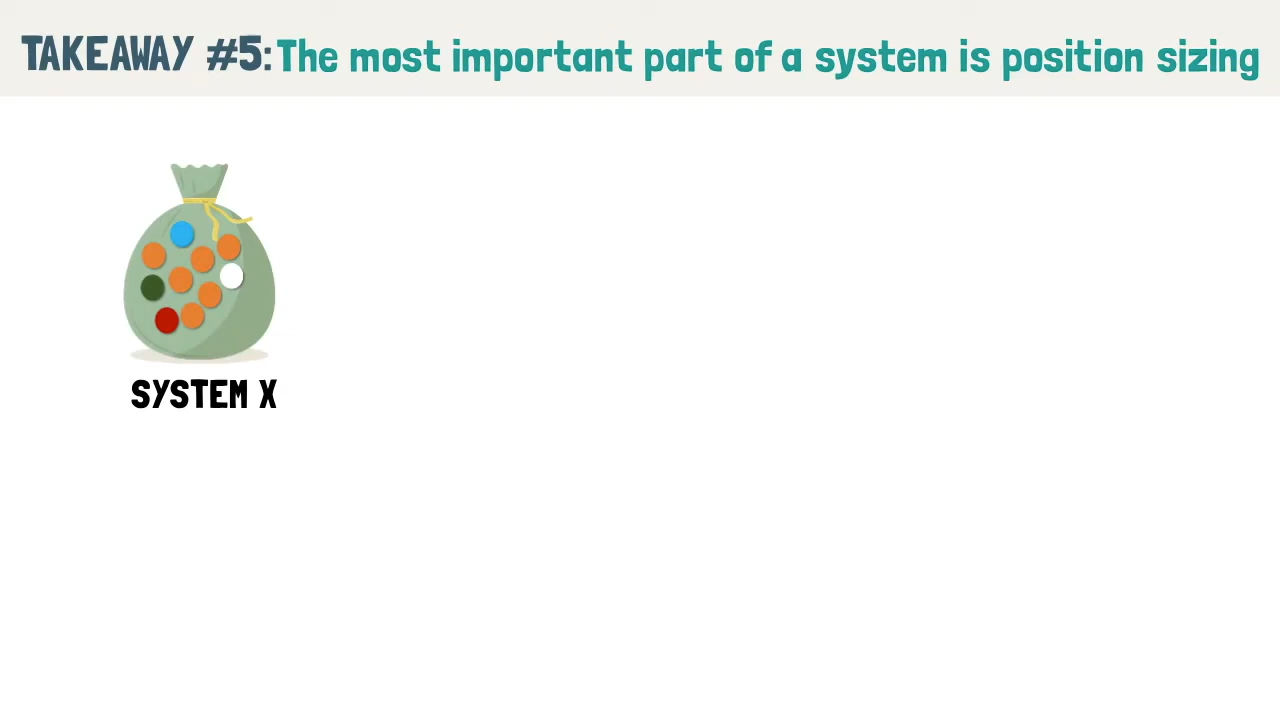 TAKEAWAY #5: The most important part of a system is position sizing
SYSTEM X